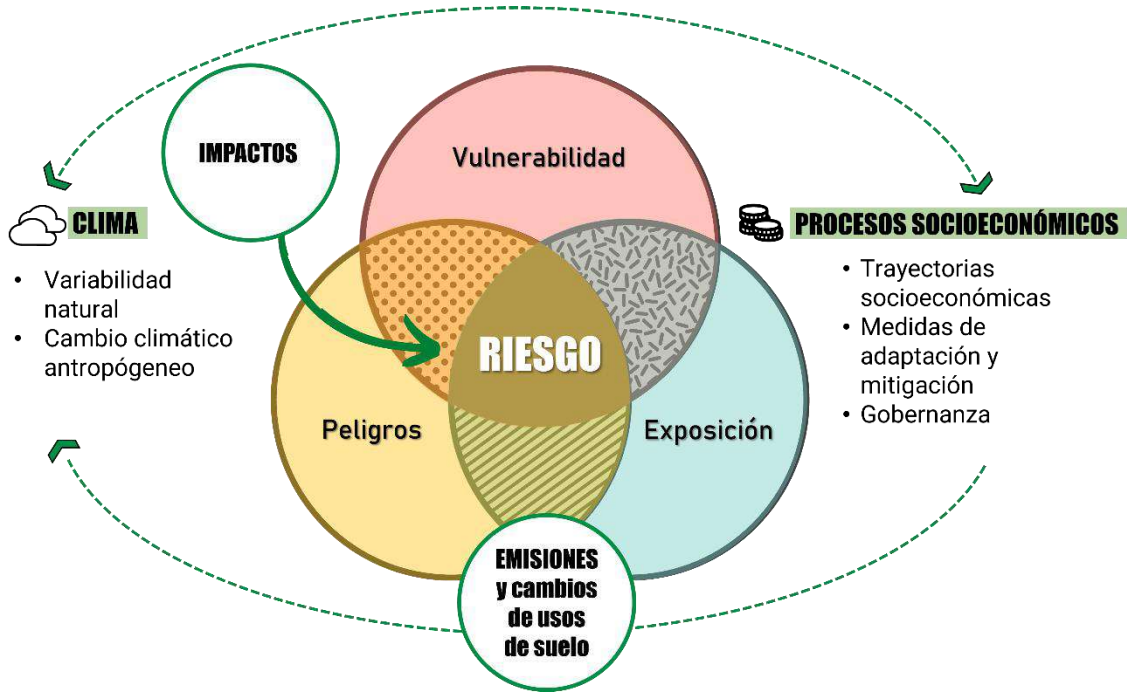 IMPACTOS
Vulnerabilidad
CLIMA
• Variabilidad
natural
• Cambio climático
antropógeneo
PROCESOS SOCIOECONÓMICOS
• Trayectorias
socioeconómicas
• Medidas de
adaptación y
mitigación
• Gobernanza
RIESGO
Peligros
Exposición
EMISIONES
y cambios
de usos
de suelo